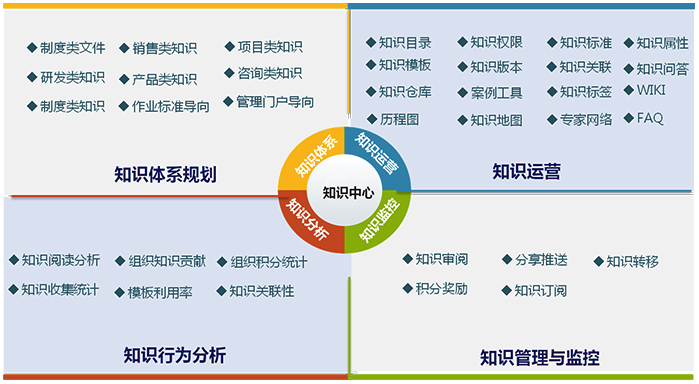 制度类文件 销售类知识 项目类知识
研发类知识 产品类知识 咨询类知识
制度类知识 作业标准导向 管理门户导向
知识体系规划
知识目录 知识权限 知识标准 知识属性
知识模板 知识版本 知识关联 知识问答
知识仓库 案例工具 知识标签 WIKI
历程图 知识地图 专家网络 FAQ
知识运营
知识体系
知识运营
知识中心
知识分析
知识监控
知识阅读分析 组织知识贡献 组织积分统计
知识收集统计 模板利用率 知识关联性
知识行为分析
知识审阅 分享推送 知识转移
积分奖励 知识订阅
知识管理与监控